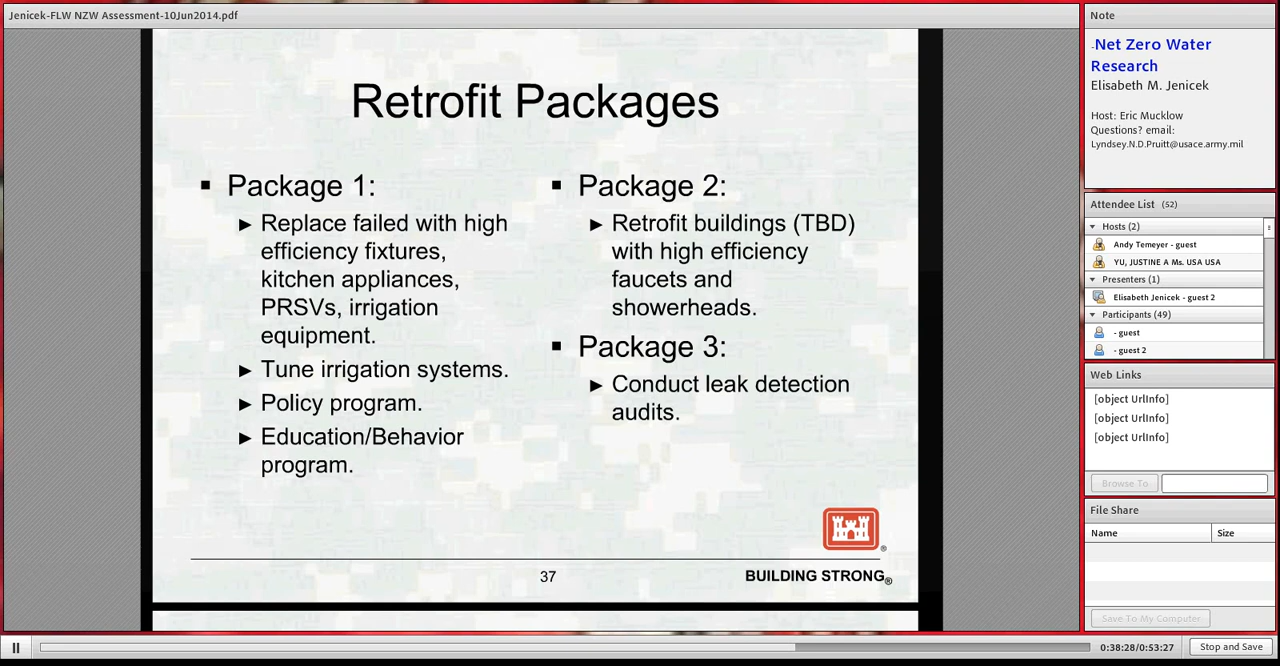 Jenicek-FLW NZW Assessment-10Jun2014.pdf
Retrofit Packages
▪ Package 1:
► Replace failed with high
efficiency fixtures,
kitchen appliances,
PRSVs, irrigation
equipment.
► Tune irrigation systems.
► Policy program.
► Education/Behavior
program.
▪ Package 2:
► Retrofit buildings (TBD)
with high efficiency
faucets and
showerheads.
▪ Package 3:
► Conduct leak detection
audits.
®
37
BUILDING STRONG®
Note
-Net Zero Water
Research
Elisabeth M. Jenicek
Host: Eric Mucklow
Questions? email:
Lyndsey.N.D.Pruitt@usace.army.mil
Attendee List (52)
Hosts (2)
Andy Temeyer - guest
YU, JUSTINE A Ms. USA USA
Presenters (1)
Elisabeth Jenicek - guest 2
Participants (49)
- guest
- guest 2
Web Links
[object UrlInfo]
[object UrlInfo]
[object UrlInfo]
Browse To
File Share
Name Size
Save To My Computer
0:38:28/0:53:27 Stop and Save